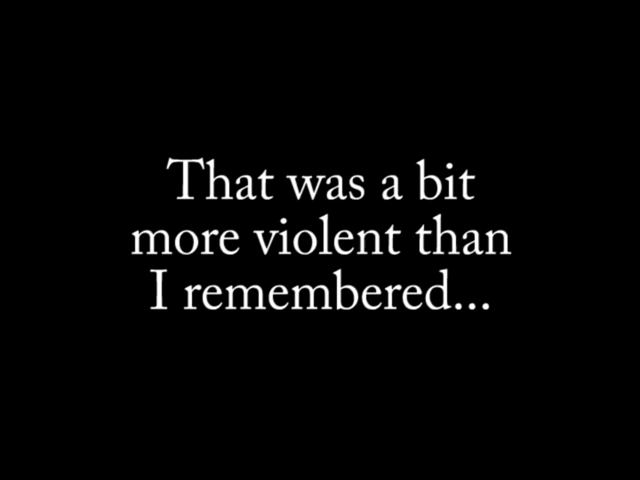 That was a bit
more violent than
I remembered...